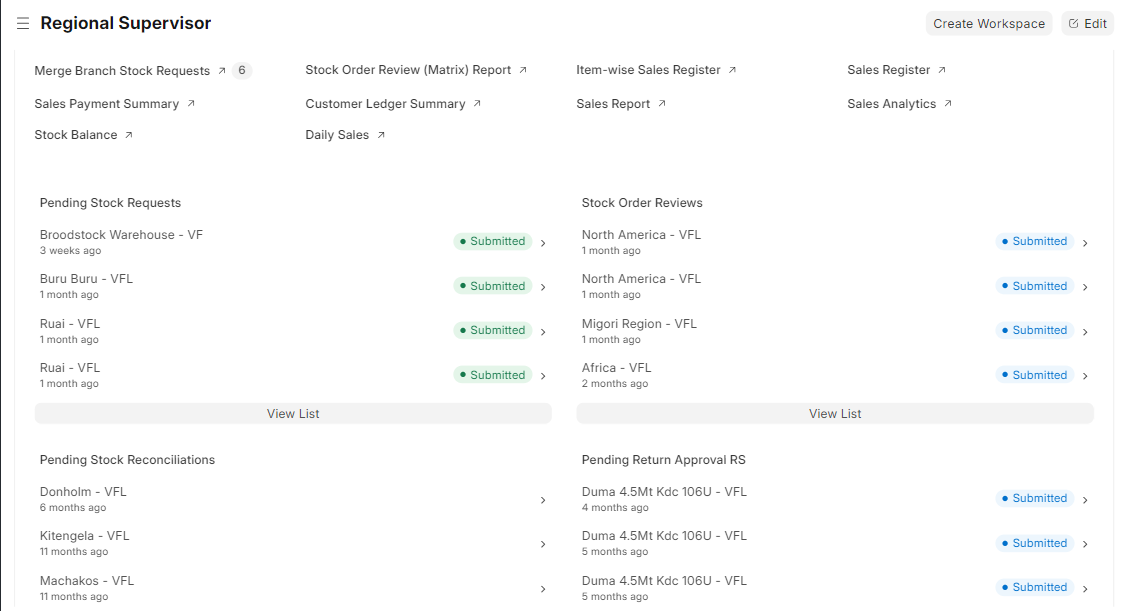 Regional Supervisor
Create Workspace
Edit
Merge Branch Stock Requests 6
Stock Order Review (Matrix) Report
Item-wise Sales Register
Sales Register
Sales Payment Summary
Customer Ledger Summary
Sales Report
Sales Analytics
Stock Balance
Daily Sales
Pending Stock Requests
Broodstock Warehouse - VF
3 weeks ago
Submitted
Buru Buru - VFL
1 month ago
Submitted
Ruai - VFL
1 month ago
Submitted
Ruai - VFL
1 month ago
Submitted
View List
Stock Order Reviews
North America - VFL
1 month ago
Submitted
North America - VFL
1 month ago
Submitted
Migori Region - VFL
1 month ago
Submitted
Africa - VFL
2 months ago
Submitted
View List
Pending Stock Reconciliations
Donholm - VFL
6 months ago
Kitengela - VFL
11 months ago
Machakos - VFL
11 months ago
Pending Return Approval RS
Duma 4.5Mt Kdc 106U - VFL
4 months ago
Submitted
Duma 4.5Mt Kdc 106U - VFL
5 months ago
Submitted
Duma 4.5Mt Kdc 106U - VFL
5 months ago
Submitted